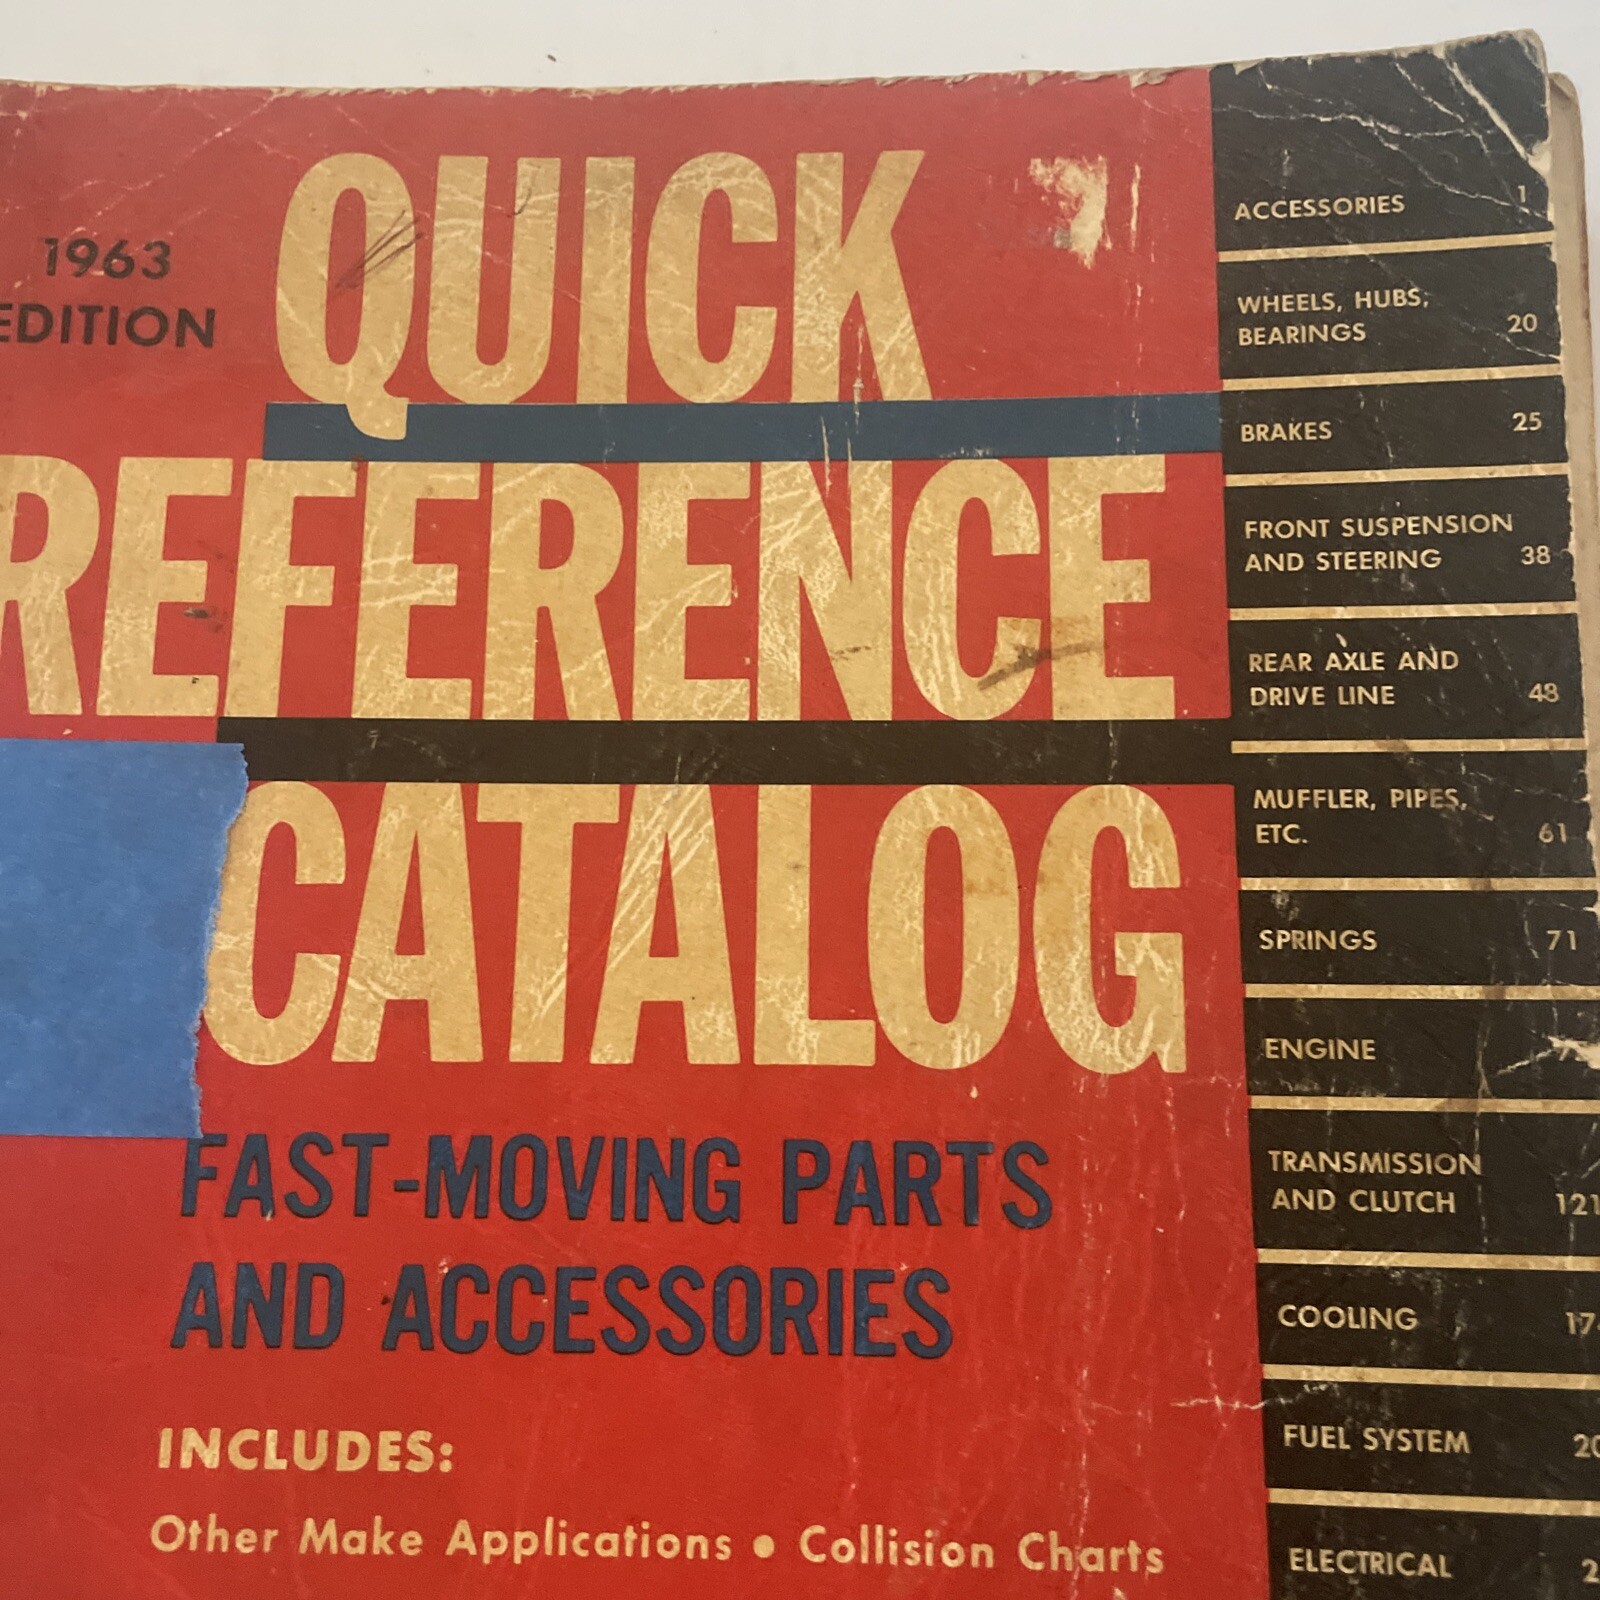 1963
EDITION
QUICK
REFERENCE
CATALOG
FAST-MOVING PARTS
AND ACCESSORIES
INCLUDES:
Other Make Applications • Collision Charts
ACCESSORIES 1
WHEELS, HUBS,
BEARINGS 20
BRAKES 25
FRONT SUSPENSION
AND STEERING 38
REAR AXLE AND
DRIVE LINE 48
MUFFLER, PIPES,
ETC. 61
SPRINGS 71
ENGINE
TRANSMISSION
AND CLUTCH 121
COOLING
FUEL SYSTEM
ELECTRICAL